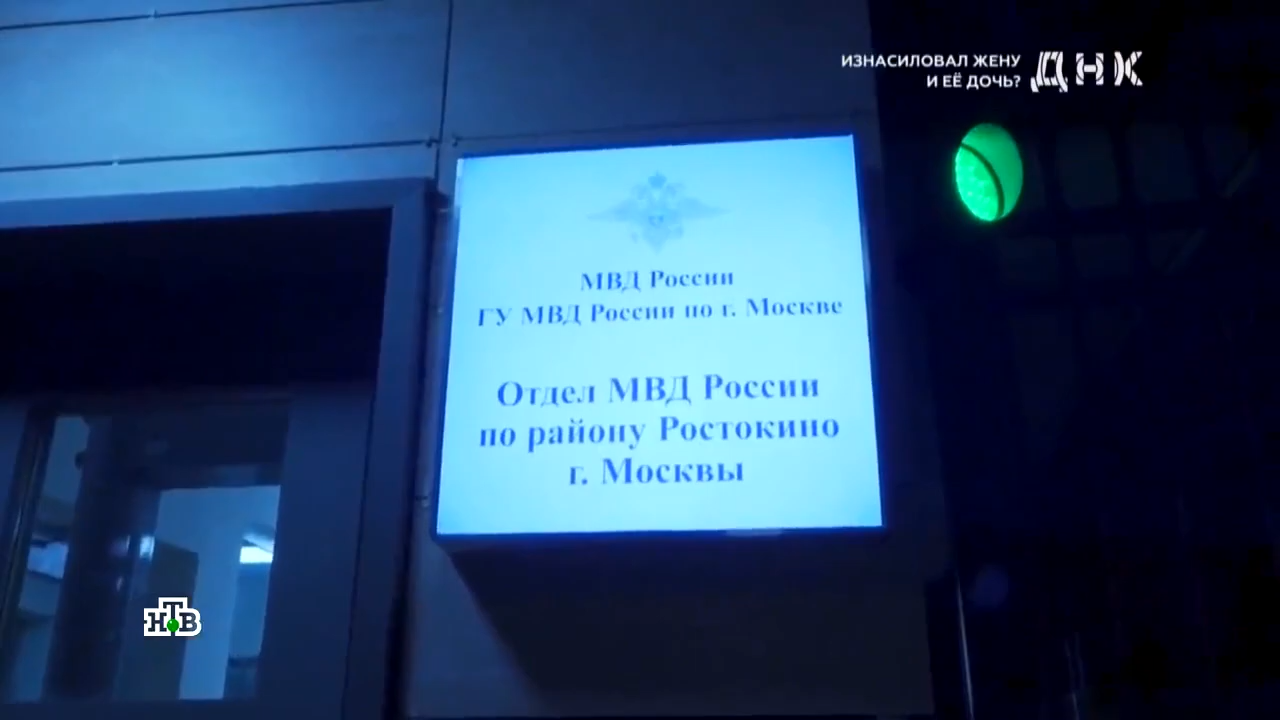 ИЗНАСИЛОВАЛ ЖЕНУ
И ЕЁ ДОЧЬ?
ДНК
МВД России
ГУ МВД России по г. Москве
Отдел МВД России
по району Ростокино
г. Москвы
НТВ